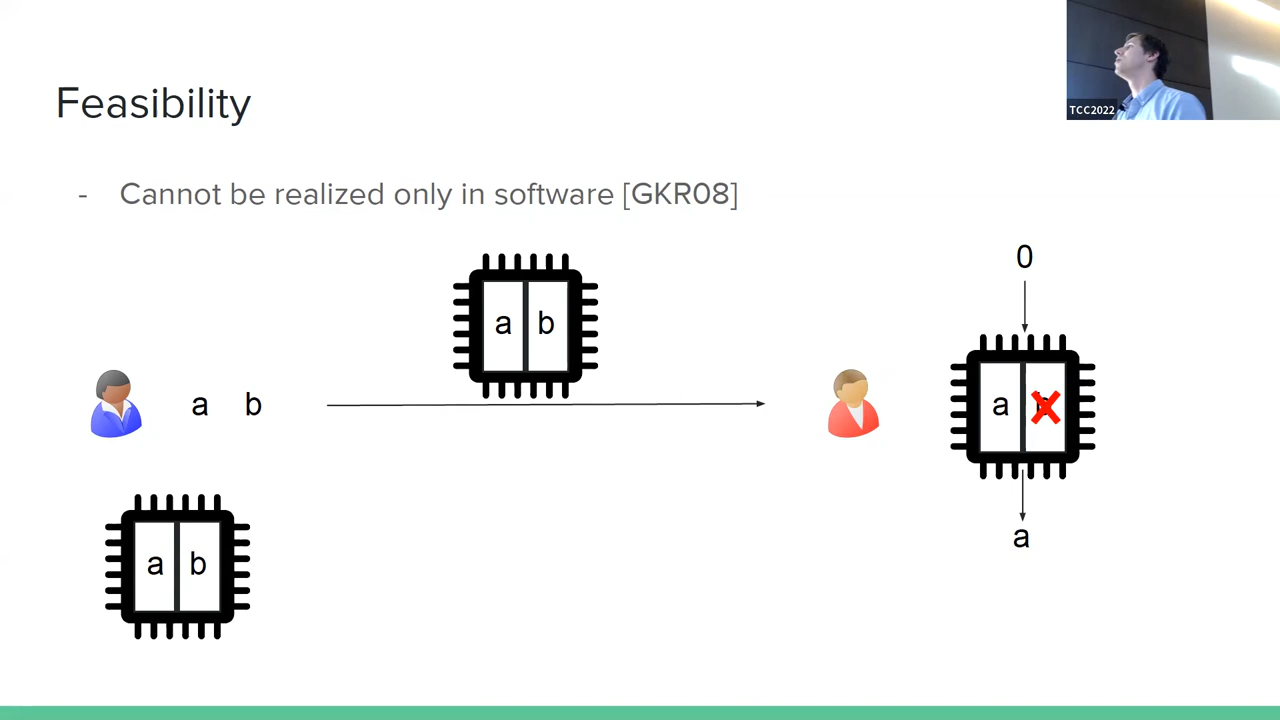 TCC2022
Feasibility
- Cannot be realized only in software [GKR08]
0
a b
a b
a
a
a b